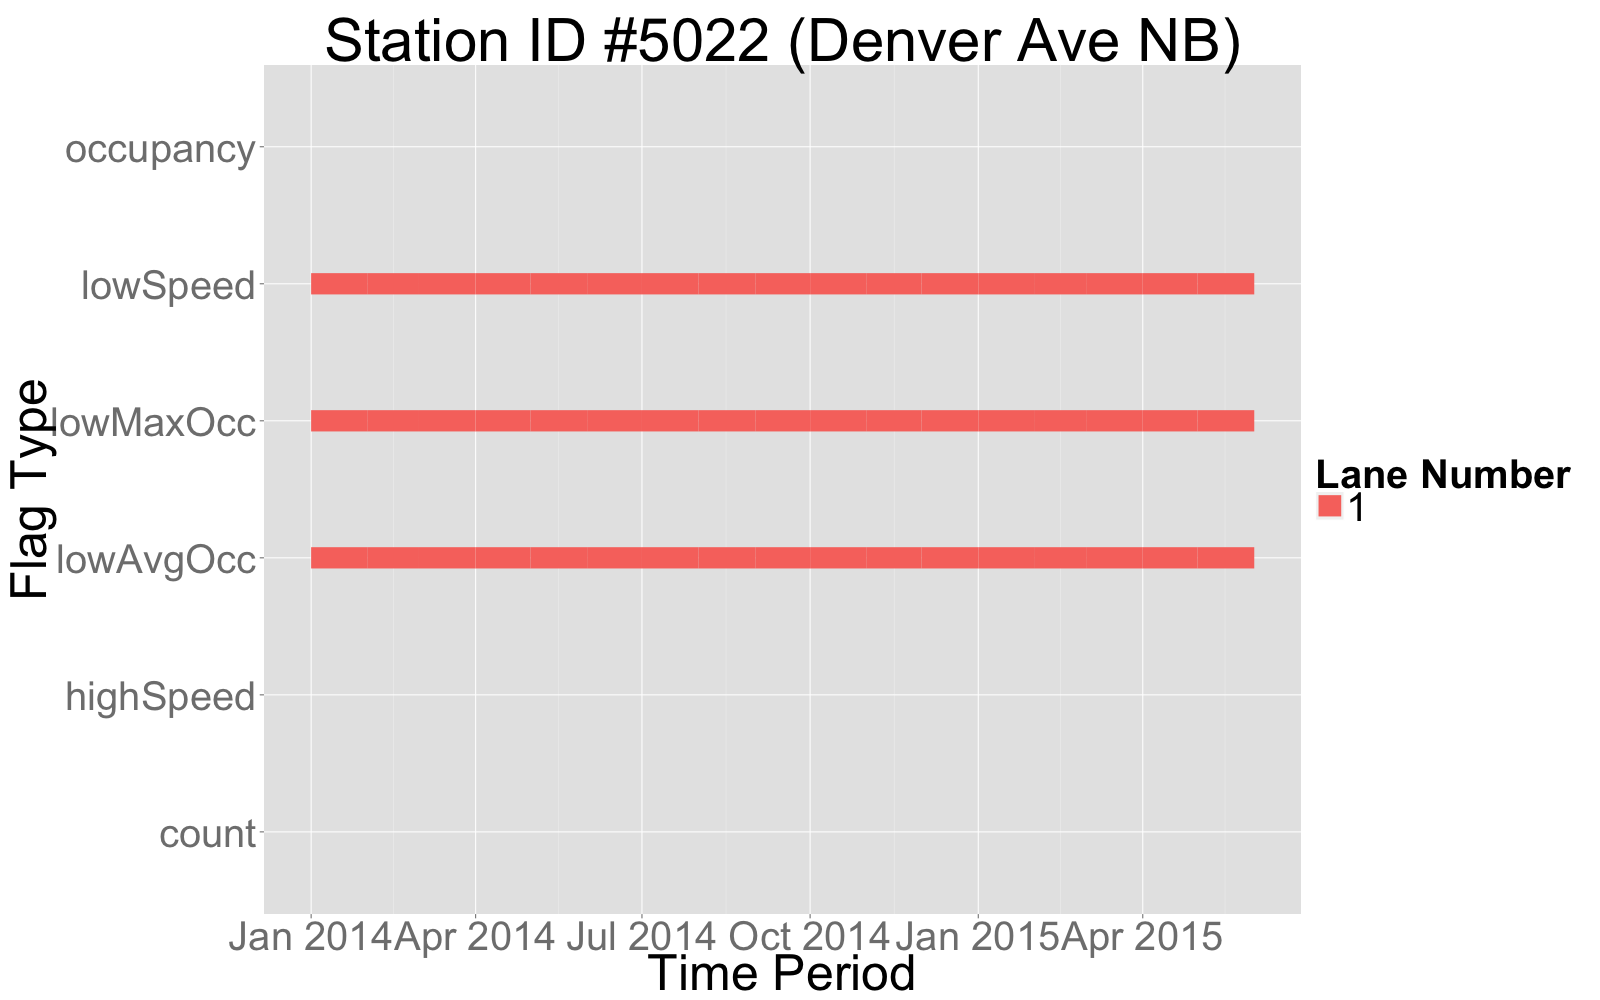 Station ID #5022 (Denver Ave NB)
occupancy
lowSpeed
lowMaxOcc
lowAvgOcc
highSpeed
count
Flag Type
Jan 2014 Apr 2014 Jul 2014 Oct 2014 Jan 2015 Apr 2015
Time Period
Lane Number
1